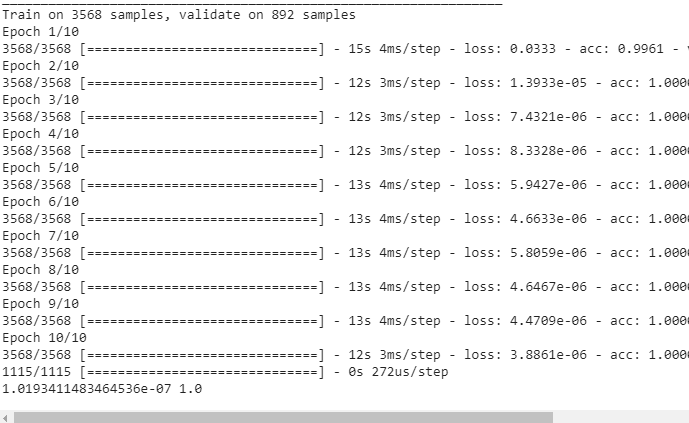 Train on 3568 samples, validate on 892 samples
Epoch 1/10
3568/3568 [==============================] - 15s 4ms/step - loss: 0.0333 - acc: 0.9961 -
Epoch 2/10
3568/3568 [==============================] - 12s 3ms/step - loss: 1.3933e-05 - acc: 1.0000
Epoch 3/10
3568/3568 [==============================] - 12s 3ms/step - loss: 7.4321e-06 - acc: 1.0000
Epoch 4/10
3568/3568 [==============================] - 12s 3ms/step - loss: 8.3328e-06 - acc: 1.0000
Epoch 5/10
3568/3568 [==============================] - 13s 4ms/step - loss: 5.9427e-06 - acc: 1.0000
Epoch 6/10
3568/3568 [==============================] - 13s 4ms/step - loss: 4.6633e-06 - acc: 1.0000
Epoch 7/10
3568/3568 [==============================] - 13s 4ms/step - loss: 5.8059e-06 - acc: 1.0000
Epoch 8/10
3568/3568 [==============================] - 13s 4ms/step - loss: 4.6467e-06 - acc: 1.0000
Epoch 9/10
3568/3568 [==============================] - 13s 4ms/step - loss: 4.4709e-06 - acc: 1.0000
Epoch 10/10
3568/3568 [==============================] - 12s 3ms/step - loss: 3.8861e-06 - acc: 1.0000
1115/1115 [==============================] - 0s 272us/step
1.0193411483464536e-07 1.0